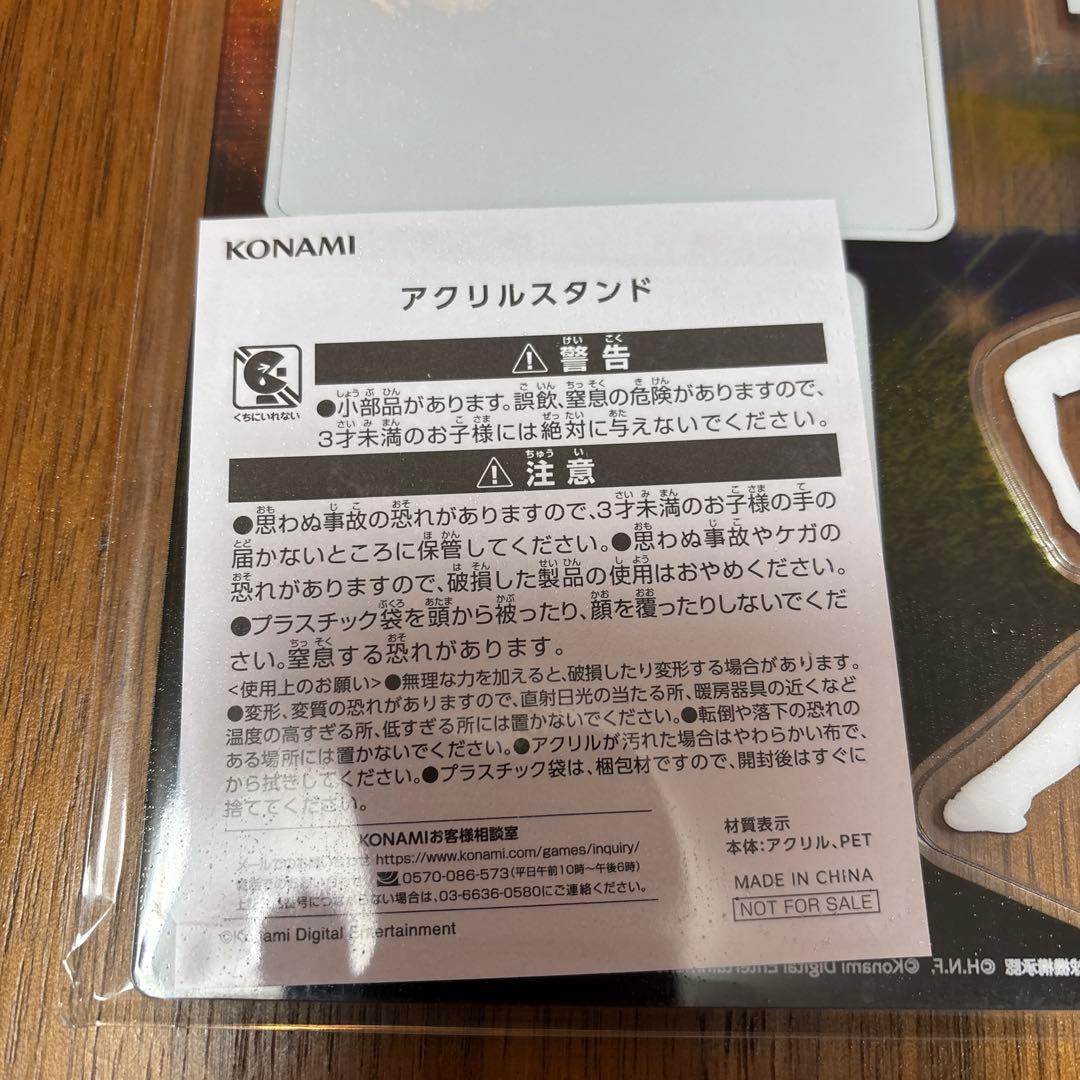 KONAMI
アクリルスタンド
くちにいれない
警告
●小部品があります。誤飲、窒息の危険がありますので、
3才未満のお子様には絶対に与えないでください。
注意
●思わぬ事故の恐れがありますので、3才未満のお子様の手の
届かないところに保管してください。●思わぬ事故やケガの
恐れがありますので、破損した製品の使用はおやめください。
●プラスチック袋を頭から被ったり、顔を覆ったりしないでくだ
さい。窒息する恐れがあります。
<使用上のお願い>●無理な力を加えると、破損したり変形する場合があります。
●変形、変質の恐れがありますので、直射日光の当たる所、暖房器具の近くなど
温度の高すぎる所、低すぎる所には置かないでください。●転倒や落下の恐れの
ある場所には置かないでください。●アクリルが汚れた場合はやわらかい布で、
から拭きしてください。●プラスチック袋は、梱包材ですので、開封後はすぐに
捨ててください。
KONAMIお客様相談室
https://www.konami.com/games/inquiry/
0570-086-573(平日午前10時〜午後6時)
ない場合は、03-6636-0580にご連絡ください。
©Konami Digital Entertainment
材質表示
本体:アクリル、PET
MADE IN CHINA
NOT FOR SALE
©H.N.F. ©Konami Digital